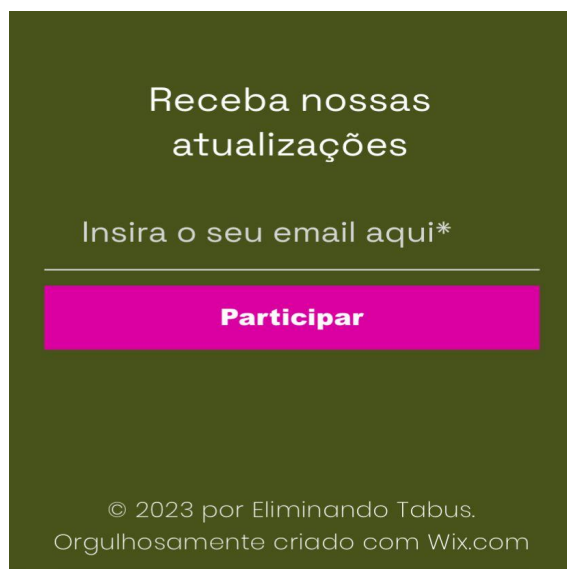 Receba nossas
atualizações
Insira o seu email aqui*
Participar
© 2023 por Eliminando Tabus.
Orgulhosamente criado com Wix.com